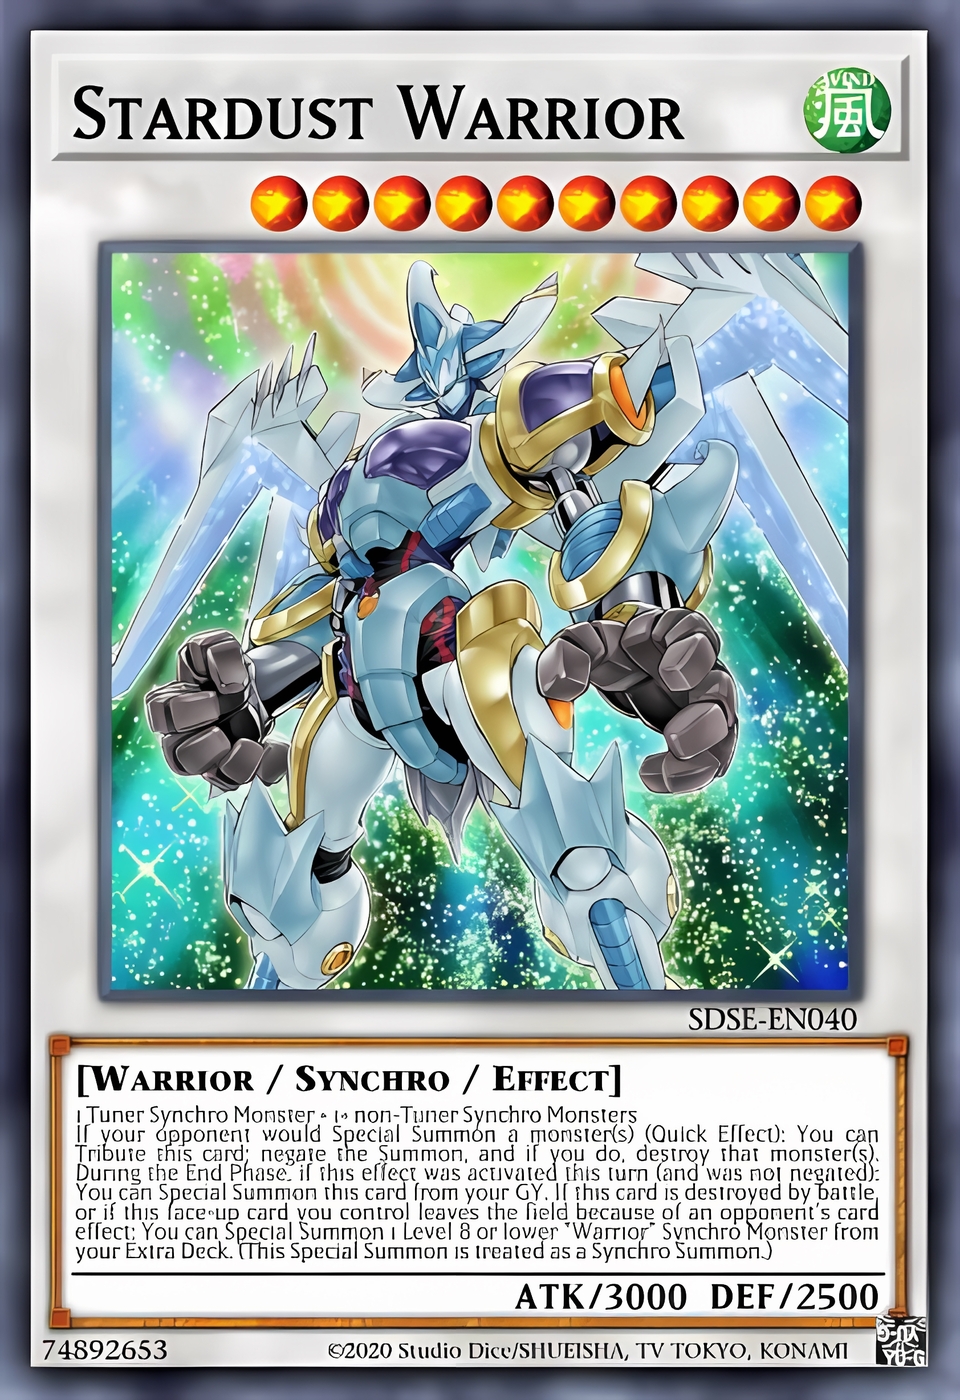 STARDUST WARRIOR
WIND
風
SDSE-EN040
[WARRIOR / SYNCHRO / EFFECT]
1 Tuner Synchro Monster + 1+ non-Tuner Synchro Monsters
If your opponent would Special Summon a monster(s) (Quick Effect): You can
Tribute this card; negate the Summon, and if you do, destroy that monster(s).
During the End Phase, if this effect was activated this turn (and was not negated):
You can Special Summon this card from your GY. If this card is destroyed by battle,
or if this face-up card you control leaves the field because of an opponent's card
effect: You can Special Summon 1 Level 8 or lower "Warrior" Synchro Monster from
your Extra Deck. (This Special Summon is treated as a Synchro Summon.)
ATK/3000 DEF/2500
74892653
©2020 Studio Dice/SHUEISHA, TV TOKYO, KONAMI